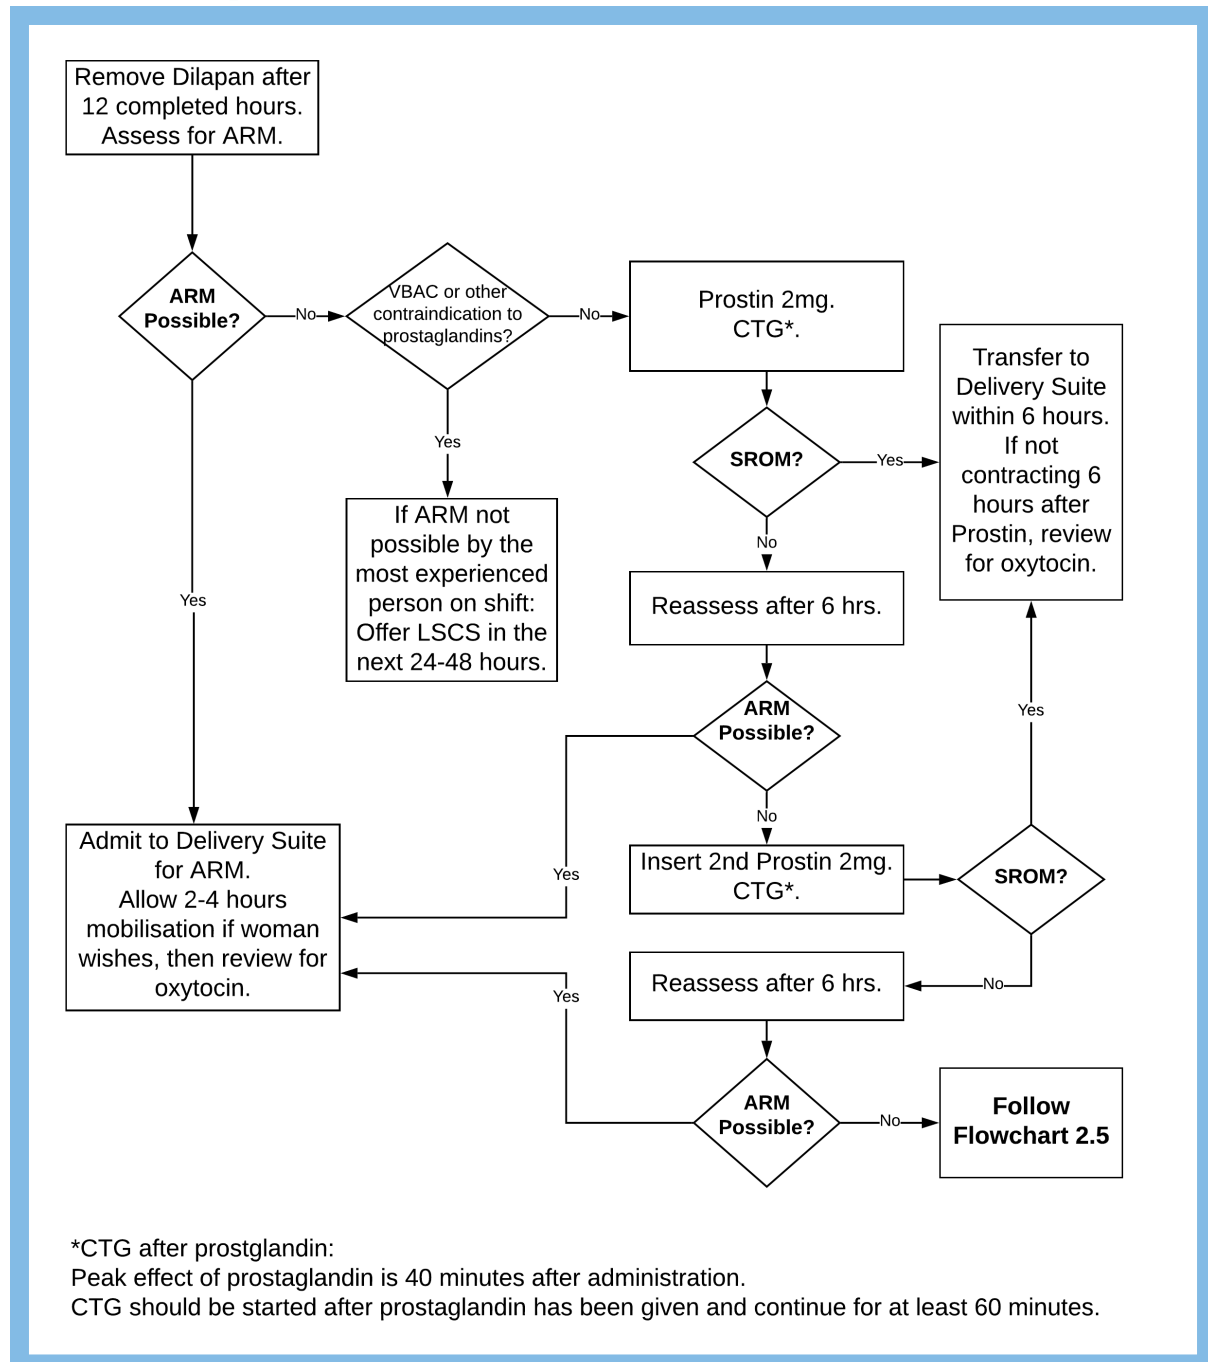 Remove Dilapan after
12 completed hours.
Assess for ARM.
ARM
Possible?
No
VBAC or other
contraindication to
prostaglandins?
No
Prostin 2mg.
CTG*.
Transfer to
Delivery Suite
within 6 hours.
If not
contracting 6
hours after
Prostin, review
for oxytocin.
Yes
SROM?
Yes
If ARM not
possible by the
most experienced
person on shift:
Offer LSCS in the
next 24-48 hours.
No
Reassess after 6 hrs.
Yes
ARM
Possible?
Yes
No
Admit to Delivery Suite
for ARM.
Allow 2-4 hours
mobilisation if woman
wishes, then review for
oxytocin.
Yes
Insert 2nd Prostin 2mg.
CTG*.
SROM?
No
Reassess after 6 hrs.
Yes
ARM
Possible?
No
Follow
Flowchart 2.5
*CTG after prostglandin:
Peak effect of prostaglandin is 40 minutes after administration.
CTG should be started after prostaglandin has been given and continue for at least 60 minutes.